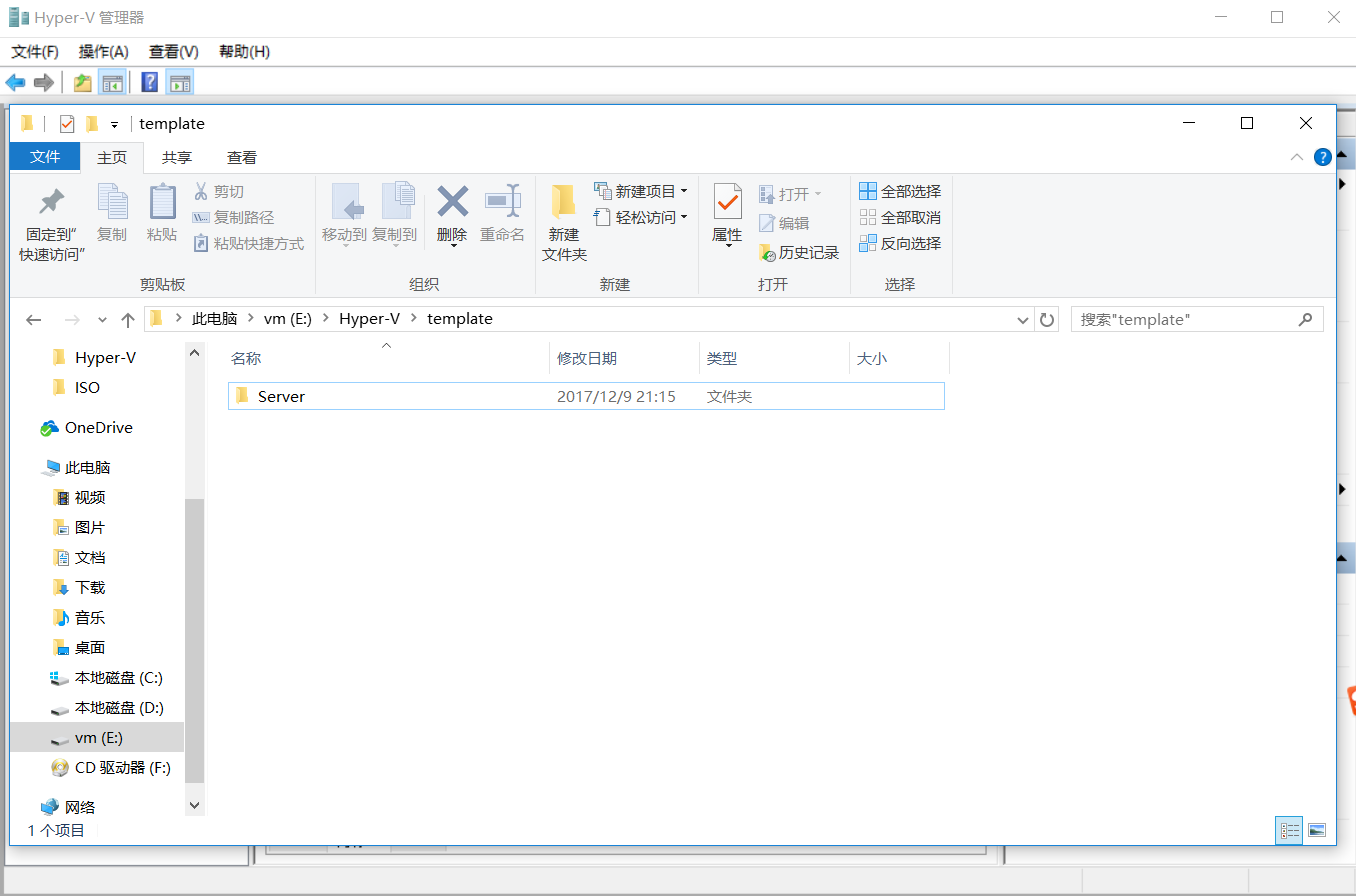 Hyper-V 管理器
文件(F) 操作(A) 查看(V) 帮助(H)
template
文件 主页 共享 查看
固定到“快速访问”
复制
粘贴
剪切
复制路径
粘贴快捷方式
剪贴板
移动到
复制到
删除
重命名
组织
新建文件夹
新建项目
轻松访问
新建
属性
打开
编辑
历史记录
打开
全部选择
全部取消
反向选择
选择
此电脑 vm (E:) Hyper-V template
搜索"template"
名称 修改日期 类型 大小
Server 2017/12/9 21:15 文件夹
Hyper-V
ISO
OneDrive
此电脑
视频
图片
文档
下载
音乐
桌面
本地磁盘 (C:)
本地磁盘 (D:)
vm (E:)
CD 驱动器 (F:)
网络
1 个项目